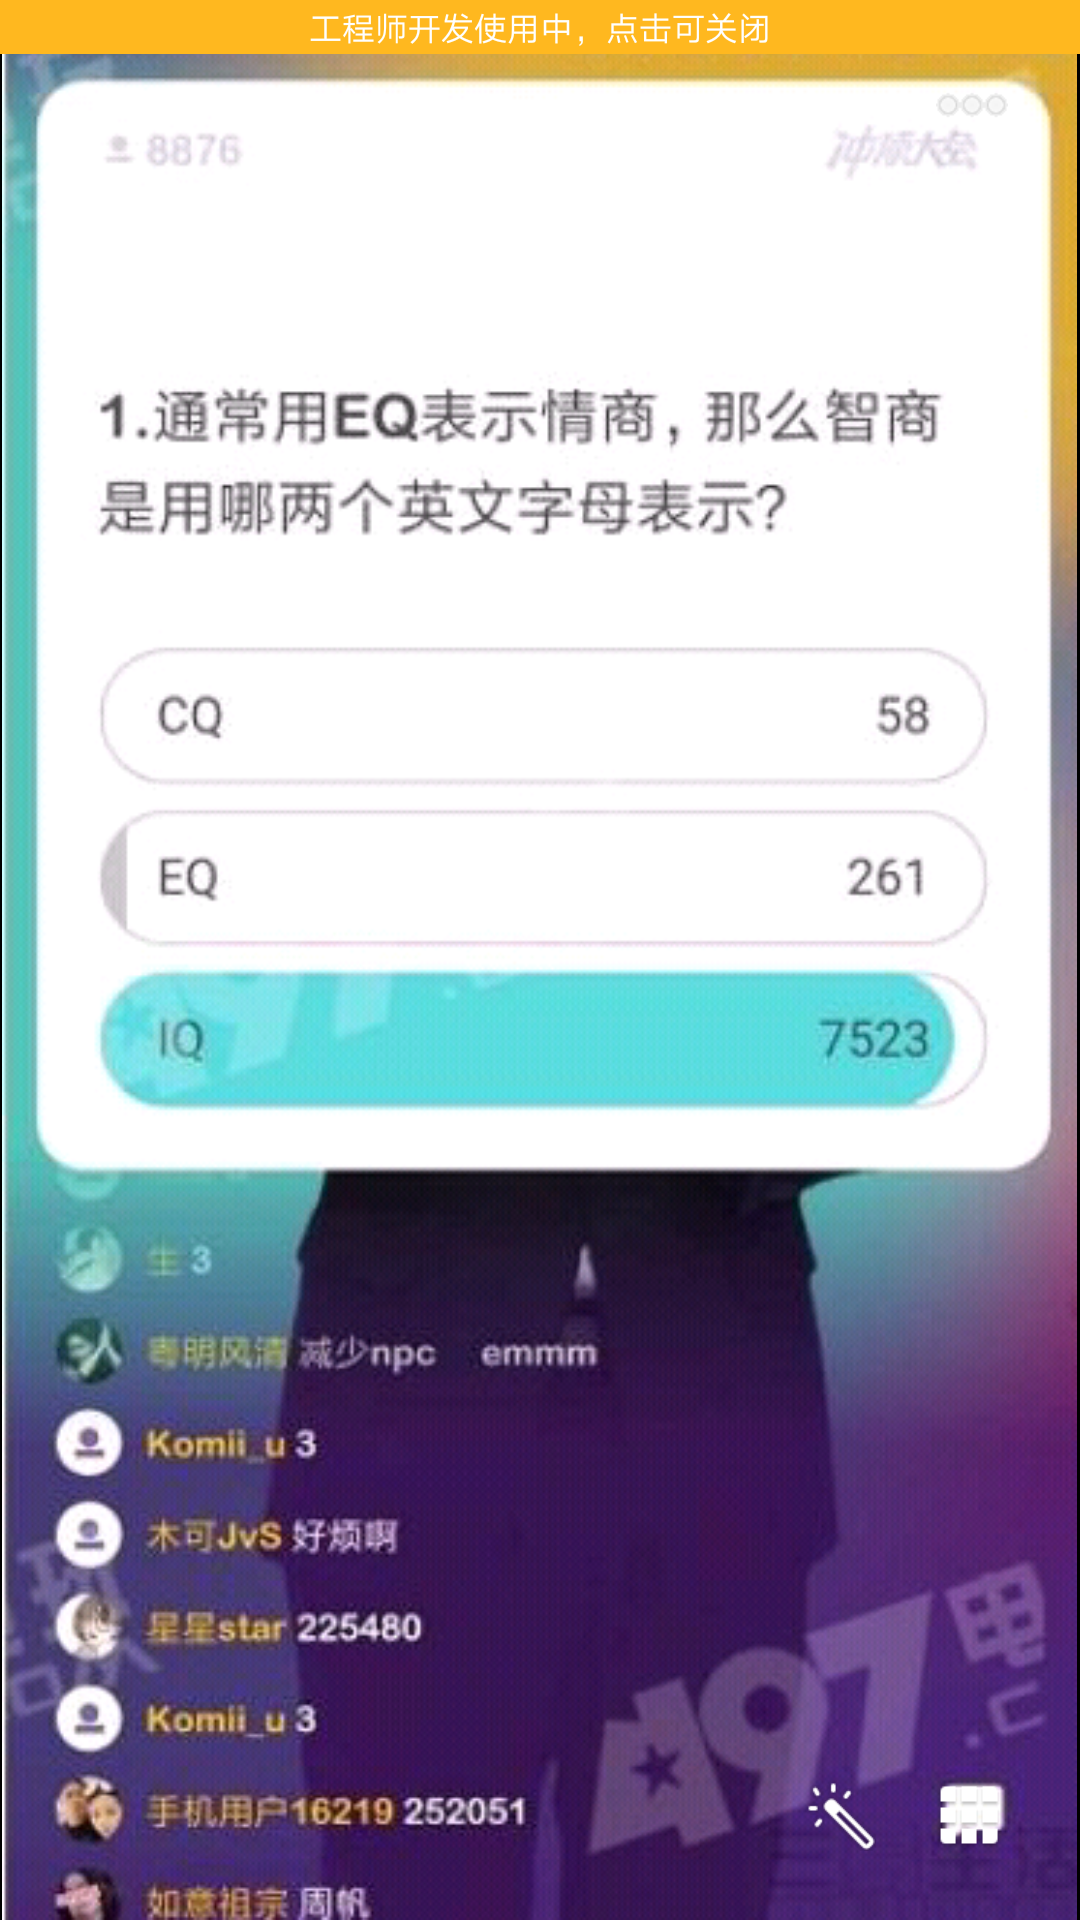 工程师开发使用中，点击可关闭
8876
冲顶大会
1.通常用EQ表示情商，那么智商
是用哪两个英文字母表示？
CQ 58
EQ 261
IQ 7523
生 3
粤明风清 减少npc emmm
Komii_u 3
木可JvS 好烦啊
星星star 225480
Komii_u 3
手机用户16219 252051
如意祖宗 周帆
A97
电
.C